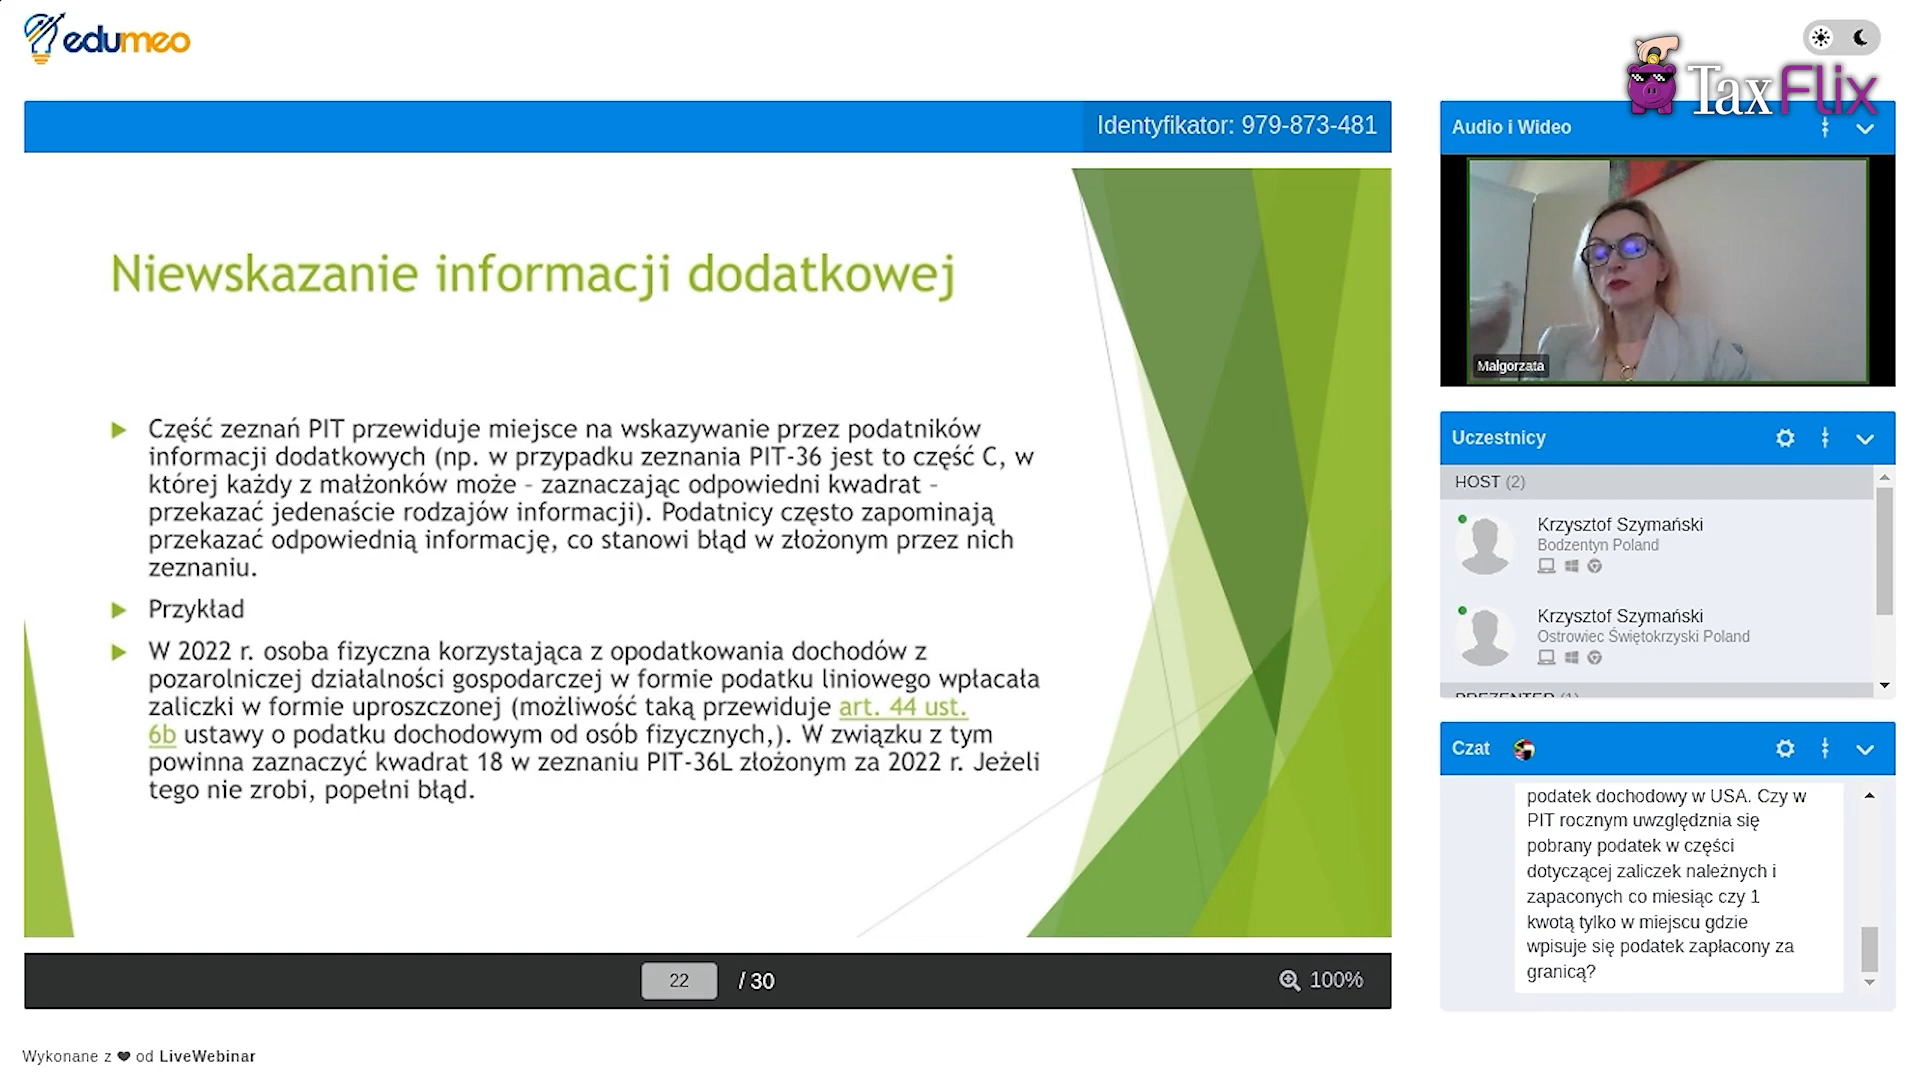 edumeo
TaxFlix
Identyfikator: 979-873-481
Niewskazanie informacji dodatkowej
Część zeznań PIT przewiduje miejsce na wskazywanie przez podatników
informacji dodatkowych (np. w przypadku zeznania PIT-36 jest to część C, w
której każdy z małżonków może - zaznaczając odpowiedni kwadrat -
przekazać jedenaście rodzajów informacji). Podatnicy często zapominają
przekazać odpowiednią informację, co stanowi błąd w złożonym przez nich
zeznaniu.
Przykład
W 2022 r. osoba fizyczna korzystająca z opodatkowania dochodów z
pozarolniczej działalności gospodarczej w formie podatku liniowego wpłacała
zaliczki w formie uproszczonej (możliwość taką przewiduje art. 44 ust.
6b ustawy o podatku dochodowym od osób fizycznych,). W związku z tym
powinna zaznaczyć kwadrat 18 w zeznaniu PIT-36L złożonym za 2022 r. Jeżeli
tego nie zrobi, popełni błąd.
22 / 30
100%
Wykonane z ❤ od LiveWebinar
Audio i Wideo
Małgorzata
Uczestnicy
HOST (2)
Krzysztof Szymański
Bodzentyn Poland
Krzysztof Szymański
Ostrowiec Świętokrzyski Poland
PREZENTER (1)
Czat
podatek dochodowy w USA. Czy w
PIT rocznym uwzględznia się
pobrany podatek w części
dotyczącej zaliczek należnych i
zapaconych co miesiąc czy 1
kwotą tylko w miejscu gdzie
wpisuje się podatek zapłacony za
granicą?